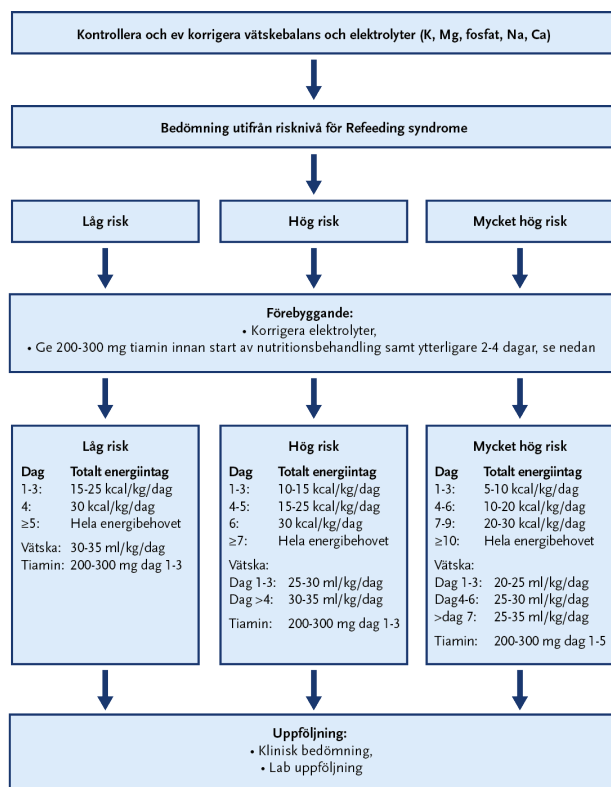 Kontrollera och ev korrigera vätskebalans och elektrolyter (K, Mg, fosfat, Na, Ca)
Bedömning utifrån risknivå för Refeeding syndrome
Låg risk
Hög risk
Mycket hög risk
Förebyggande:
• Korrigera elektrolyter,
• Ge 200-300 mg tiamin innan start av nutritionsbehandling samt ytterligare 2-4 dagar, se nedan
Låg risk
Dag Totalt energiintag
1-3: 15-25 kcal/kg/dag
4: 30 kcal/kg/dag
≥5: Hela energibehovet
Vätska: 30-35 ml/kg/dag
Tiamin: 200-300 mg dag 1-3
Hög risk
Dag Totalt energiintag
1-3: 10-15 kcal/kg/dag
4-5: 15-25 kcal/kg/dag
6: 30 kcal/kg/dag
≥7: Hela energibehovet
Vätska:
Dag 1-3: 25-30 ml/kg/dag
Dag >4: 30-35 ml/kg/dag
Tiamin: 200-300 mg dag 1-3
Mycket hög risk
Dag Totalt energiintag
1-3: 5-10 kcal/kg/dag
4-6: 10-20 kcal/kg/dag
7-9: 20-30 kcal/kg/dag
≥10: Hela energibehovet
Vätska:
Dag 1-3: 20-25 ml/kg/dag
Dag4-6: 25-30 ml/kg/dag
>dag 7: 25-35 ml/kg/dag
Tiamin: 200-300 mg dag 1-5
Uppföljning:
• Klinisk bedömning,
• Lab uppföljning